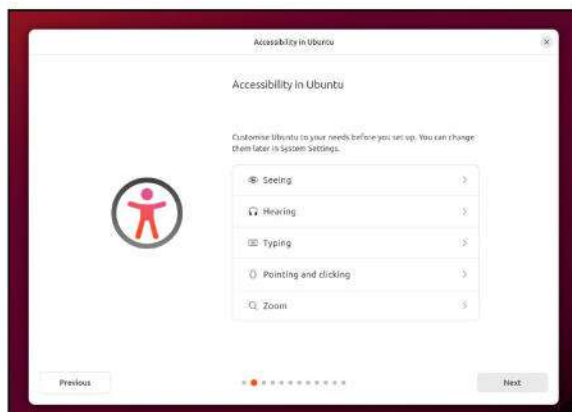 Accessibility in Ubuntu
Accessibility in Ubuntu
Customise Ubuntu to your needs before you set up. You can change
them later in System Settings.
Seeing
Hearing
Typing
Pointing and clicking
Zoom
Previous
Next